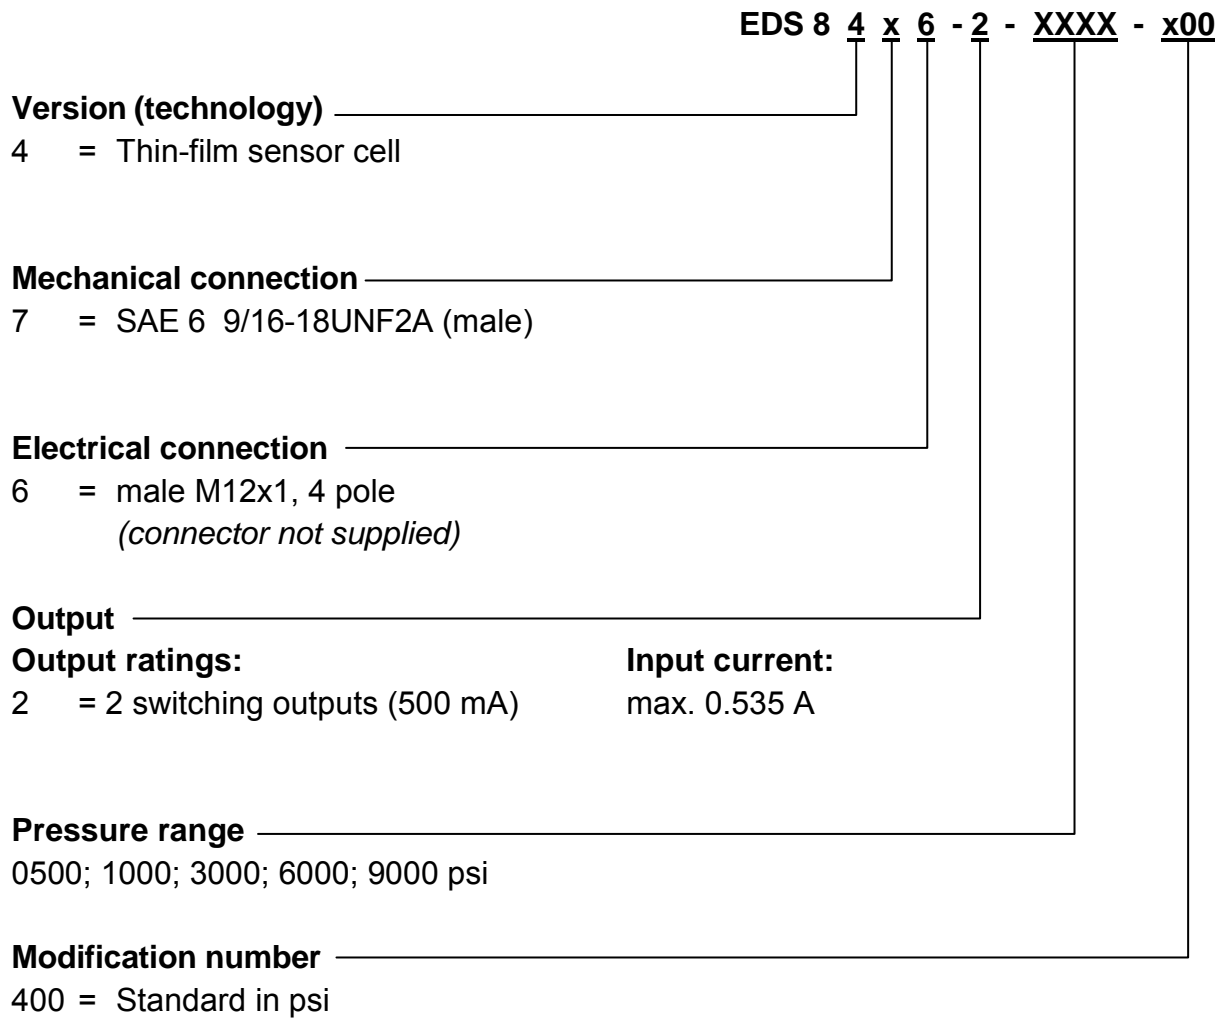 EDS 8 4 x 6 - 2 - XXXX - x00
Version (technology)
4 = Thin-film sensor cell
Mechanical connection
7 = SAE 6 9/16-18UNF2A (male)
Electrical connection
6 = male M12x1, 4 pole
(connector not supplied)
Output
Output ratings: Input current:
2 = 2 switching outputs (500 mA) max. 0.535 A
Pressure range
0500; 1000; 3000; 6000; 9000 psi
Modification number
400 = Standard in psi